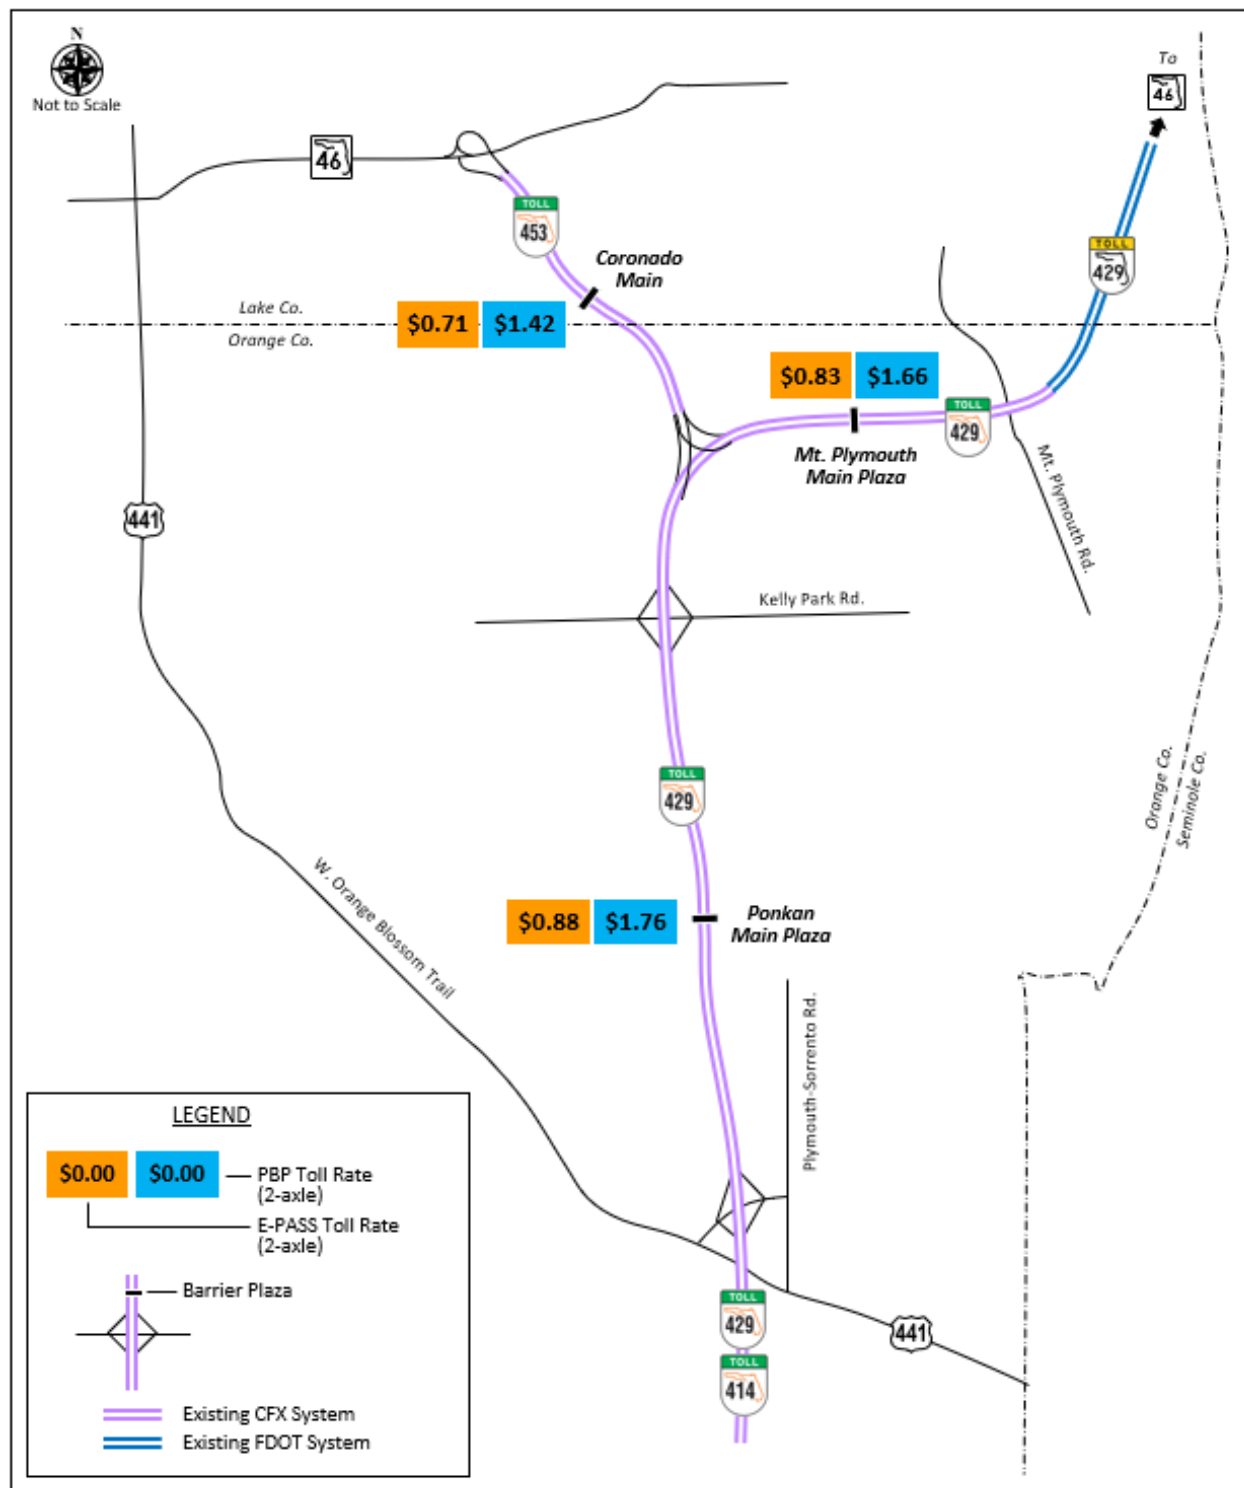 N
Not to Scale
To
46
46
TOLL
453
Coronado
Main
TOLL
429
Lake Co.
Orange Co.
$0.71 $1.42
$0.83 $1.66
TOLL
429
Mt. Plymouth
Main Plaza
Mt. Plymouth Rd.
441
Kelly Park Rd.
TOLL
429
Orange Co.
Seminole Co.
W. Orange Blossom Trail
$0.88 $1.76
Ponkan
Main Plaza
Plymouth-Sorrento Rd.
LEGEND
$0.00 $0.00
PBP Toll Rate
(2-axle)
E-PASS Toll Rate
(2-axle)
Barrier Plaza
Existing CFX System
Existing FDOT System
TOLL
429
441
TOLL
414